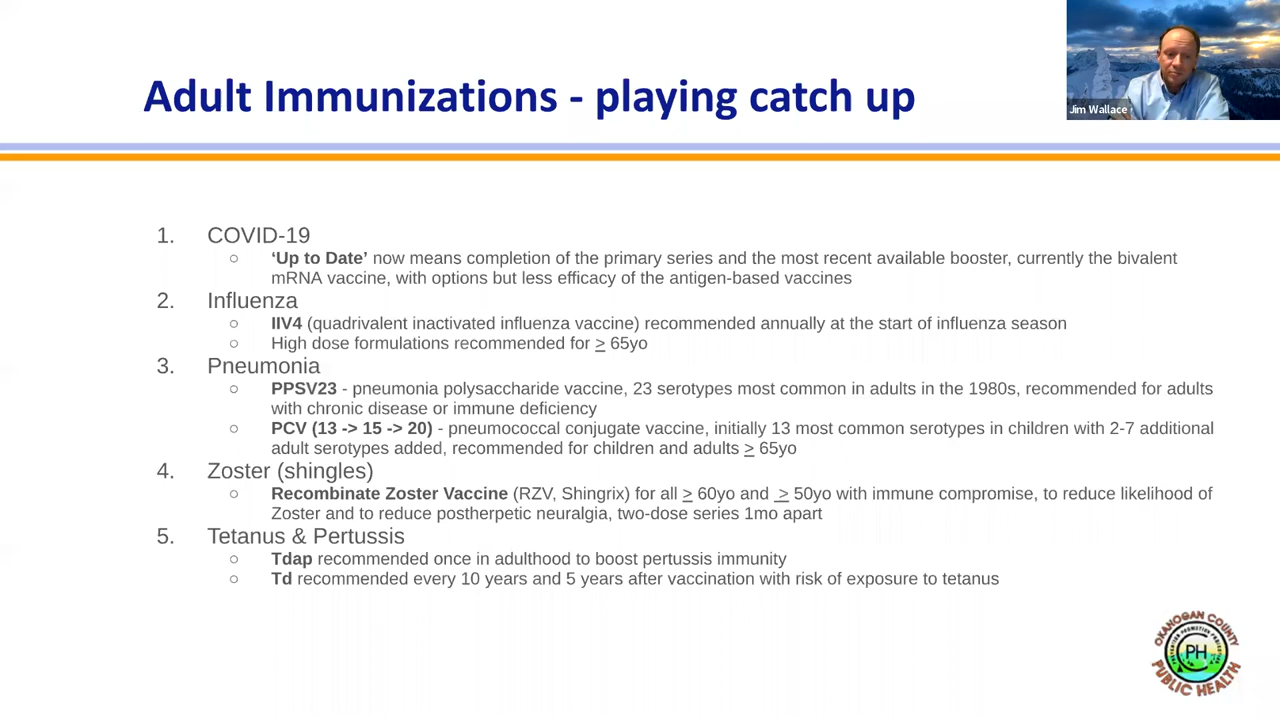 Adult Immunizations - playing catch up
Jim Wallace
1. COVID-19
○ ‘Up to Date’ now means completion of the primary series and the most recent available booster, currently the bivalent
mRNA vaccine, with options but less efficacy of the antigen-based vaccines
2. Influenza
○ IIV4 (quadrivalent inactivated influenza vaccine) recommended annually at the start of influenza season
○ High dose formulations recommended for > 65yo
3. Pneumonia
○ PPSV23 - pneumonia polysaccharide vaccine, 23 serotypes most common in adults in the 1980s, recommended for adults
with chronic disease or immune deficiency
○ PCV (13 -> 15 -> 20) - pneumococcal conjugate vaccine, initially 13 most common serotypes in children with 2-7 additional
adult serotypes added, recommended for children and adults > 65yo
4. Zoster (shingles)
○ Recombinate Zoster Vaccine (RZV, Shingrix) for all > 60yo and > 50yo with immune compromise, to reduce likelihood of
Zoster and to reduce postherpetic neuralgia, two-dose series 1mo apart
5. Tetanus & Pertussis
○ Tdap recommended once in adulthood to boost pertussis immunity
○ Td recommended every 10 years and 5 years after vaccination with risk of exposure to tetanus
OKANOGAN COUNTY
PH
PUBLIC HEALTH